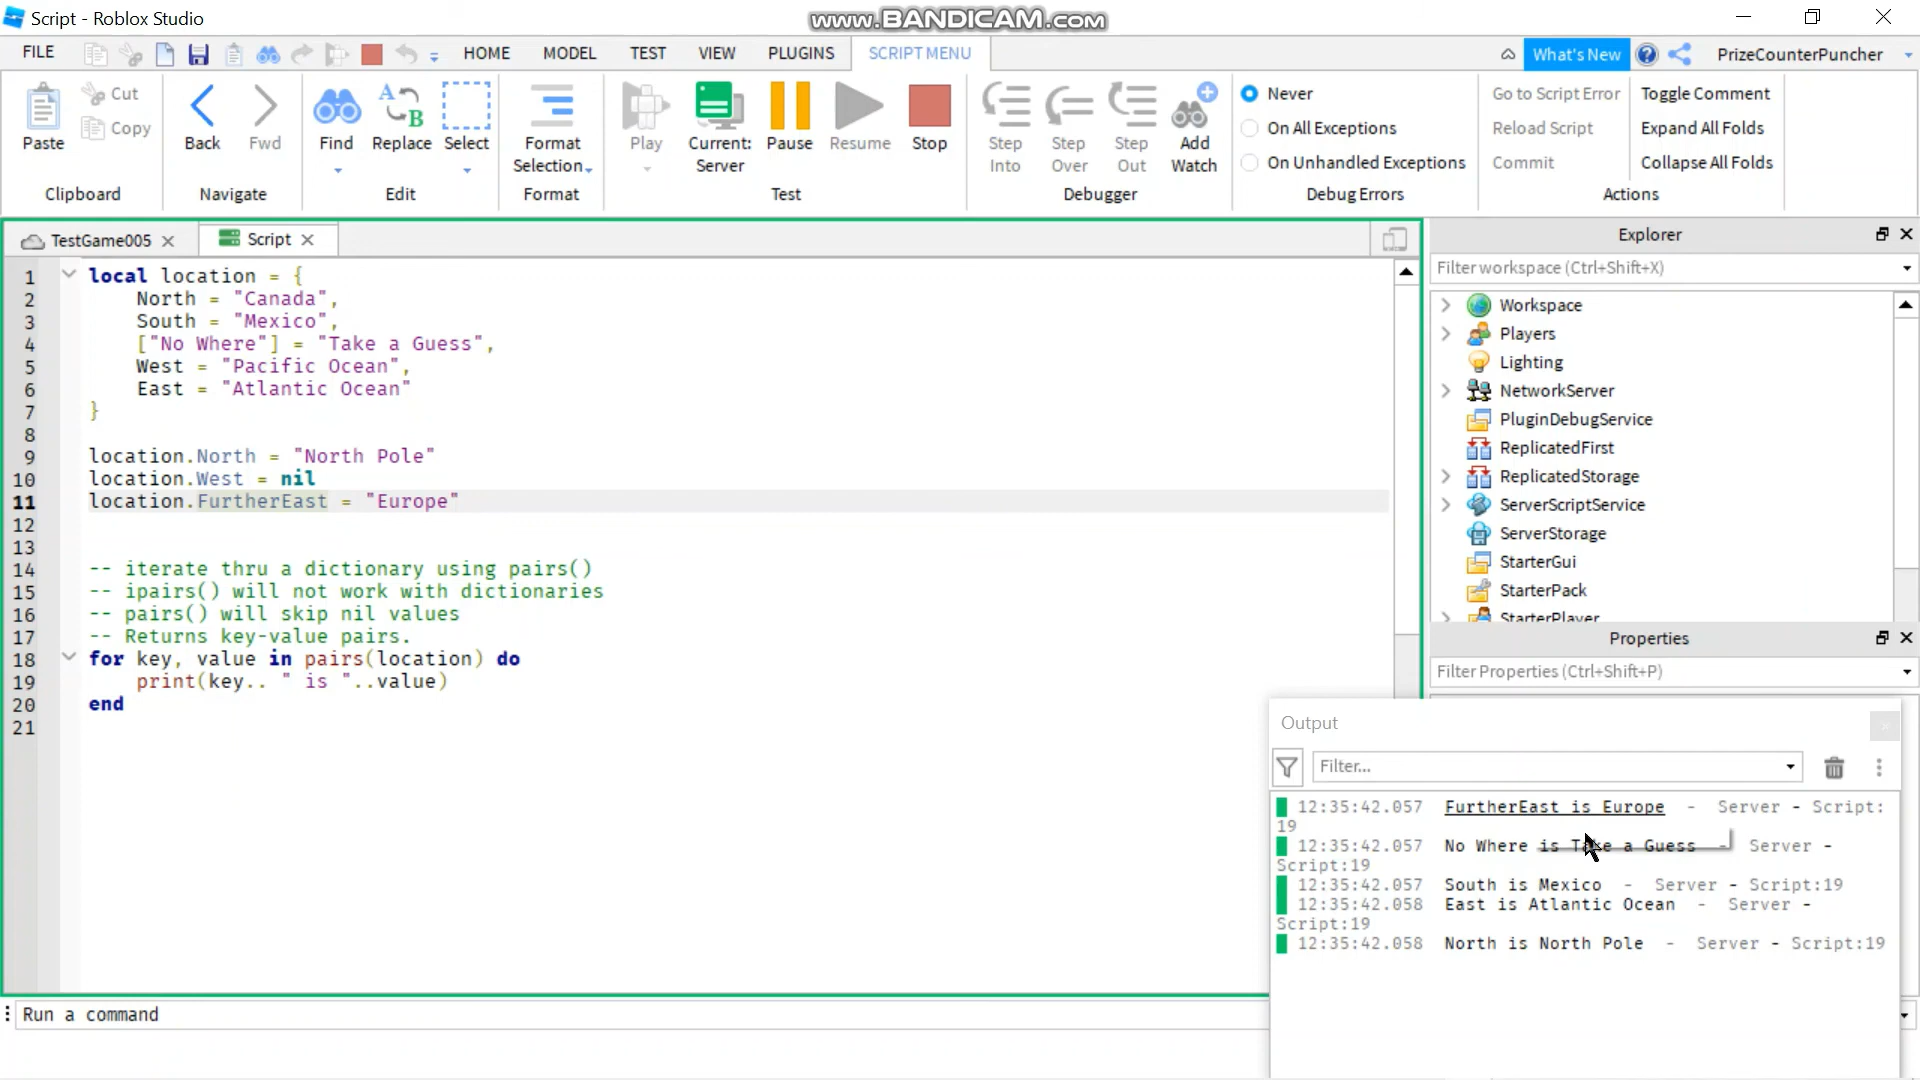 Script - Roblox Studio
www.BANDICAM.com
FILE
HOME
MODEL
TEST
VIEW
PLUGINS
SCRIPT MENU
What's New
PrizeCounterPuncher
Paste
Cut
Copy
Clipboard
Back
Fwd
Navigate
Find
Replace
Select
Edit
Format
Selection
Format
Play
Current:
Server
Pause
Resume
Stop
Test
Step
Into
Step
Over
Step
Out
Add
Watch
Debugger
Never
On All Exceptions
On Unhandled Exceptions
Debug Errors
Go to Script Error
Reload Script
Commit
Toggle Comment
Expand All Folds
Collapse All Folds
Actions
TestGame005
Script
1 local location = {
2 North = "Canada",
3 South = "Mexico",
4 ["No Where"] = "Take a Guess",
5 West = "Pacific Ocean",
6 East = "Atlantic Ocean"
7 }
8
9 location.North = "North Pole"
10 location.West = nil
11 location.FurtherEast = "Europe"
12
13
14 -- iterate thru a dictionary using pairs()
15 -- ipairs() will not work with dictionaries
16 -- pairs() will skip nil values
17 -- Returns key-value pairs.
18 for key, value in pairs(location) do
19 print(key.. " is "..value)
20 end
21
Explorer
Filter workspace (Ctrl+Shift+X)
Workspace
Players
Lighting
NetworkServer
PluginDebugService
ReplicatedFirst
ReplicatedStorage
ServerScriptService
ServerStorage
StarterGui
StarterPack
StarterPlayer
Properties
Filter Properties (Ctrl+Shift+P)
Output
Filter...
12:35:42.057 FurtherEast is Europe - Server - Script:
19
12:35:42.057 No Where is Take a Guess - Server -
Script:19
12:35:42.057 South is Mexico - Server - Script:19
12:35:42.058 East is Atlantic Ocean - Server -
Script:19
12:35:42.058 North is North Pole - Server - Script:19
Run a command